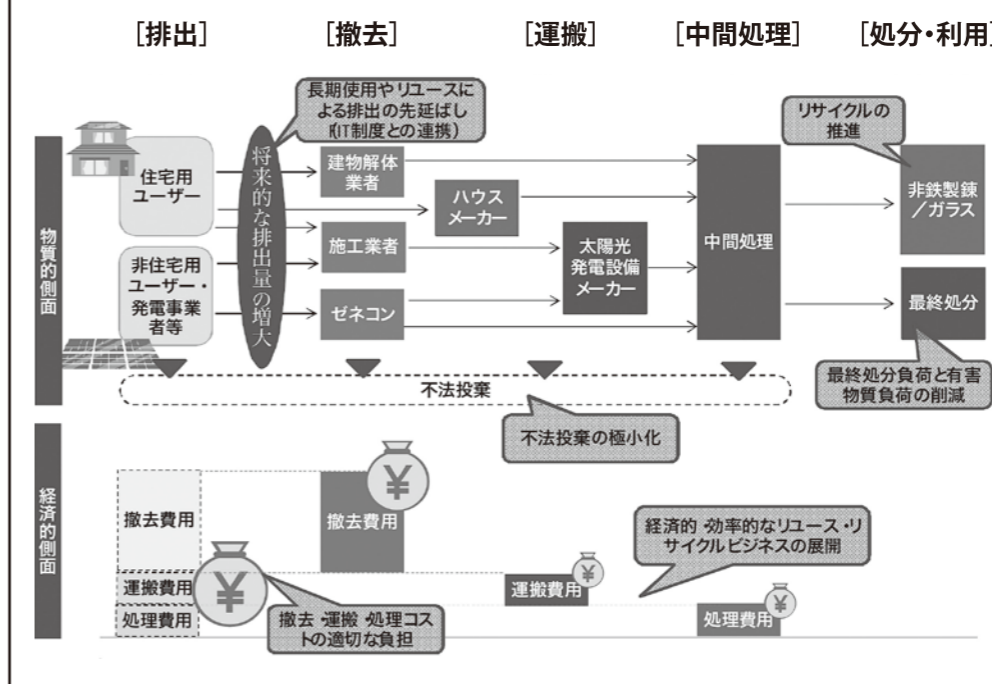 [排出]
[撤去]
[運搬]
[中間処理]
[処分・利用]
長期使用やリユースに
よる排出の先延ばし
(FIT制度との連携)
リサイクルの
推進
物質的側面
住宅用
ユーザー
非住宅用
ユーザー・
発電事業
者等
将来的な排出量の増大
建物解体
業者
施工業者
ゼネコン
ハウス
メーカー
太陽光
発電設備
メーカー
中間処理
非鉄製錬
/ガラス
最終処分
不法投棄
最終処分負荷と有害
物質負荷の削減
不法投棄の極小化
経済的側面
撤去費用
運搬費用
処理費用
¥
撤去・運搬・処理コス
トの適切な負担
撤去費用
¥
運搬費用
¥
経済的・効率的なリユース・リ
サイクルビジネスの展開
処理費用
¥